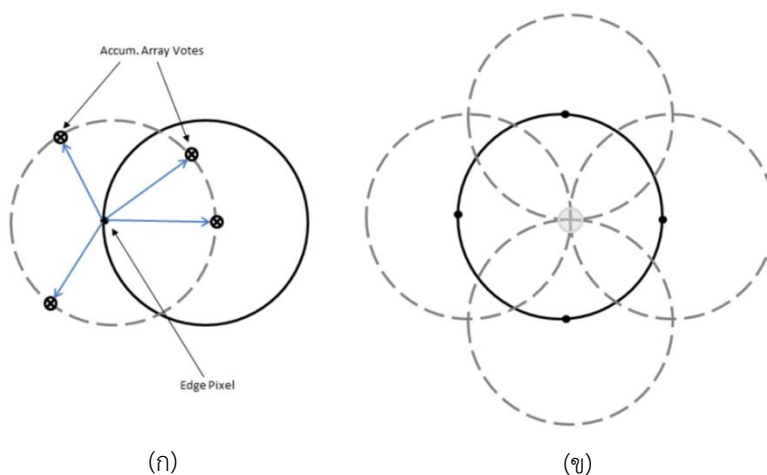 Accum. Array Votes
Edge Pixel
(ก)
(ข)